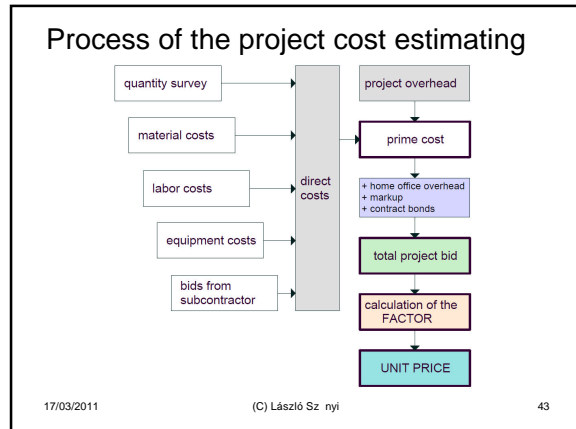 Process of the project cost estimating
quantity survey
material costs
labor costs
equipment costs
bids from
subcontractor
direct
costs
project overhead
prime cost
+ home office overhead
+ markup
+ contract bonds
total project bid
calculation of the
FACTOR
UNIT PRICE
17/03/2011
(C) László Sz nyi
43